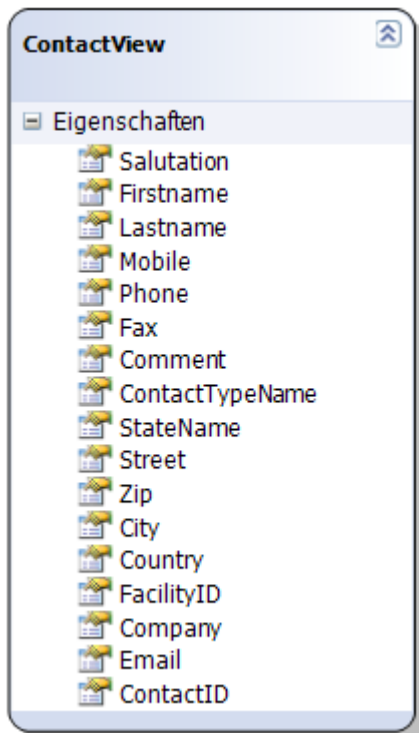 ContactView
Eigenschaften
Salutation
Firstname
Lastname
Mobile
Phone
Fax
Comment
ContactTypeName
StateName
Street
Zip
City
Country
FacilityID
Company
Email
ContactID